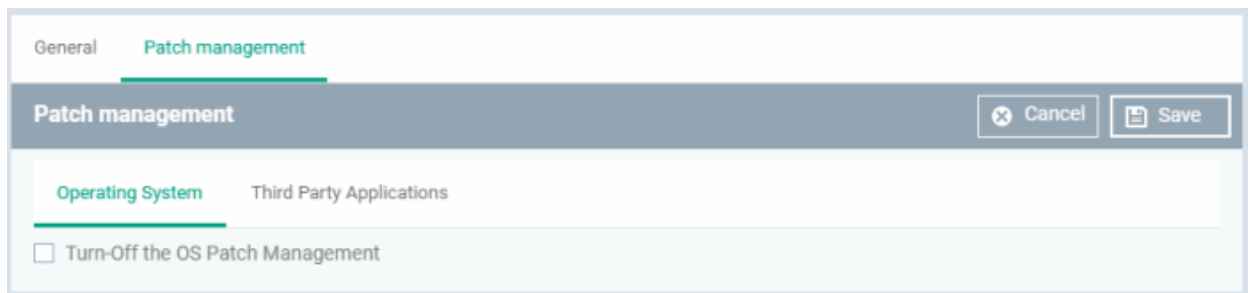 General Patch management
Patch management Cancel Save
Operating System Third Party Applications
Turn-Off the OS Patch Management